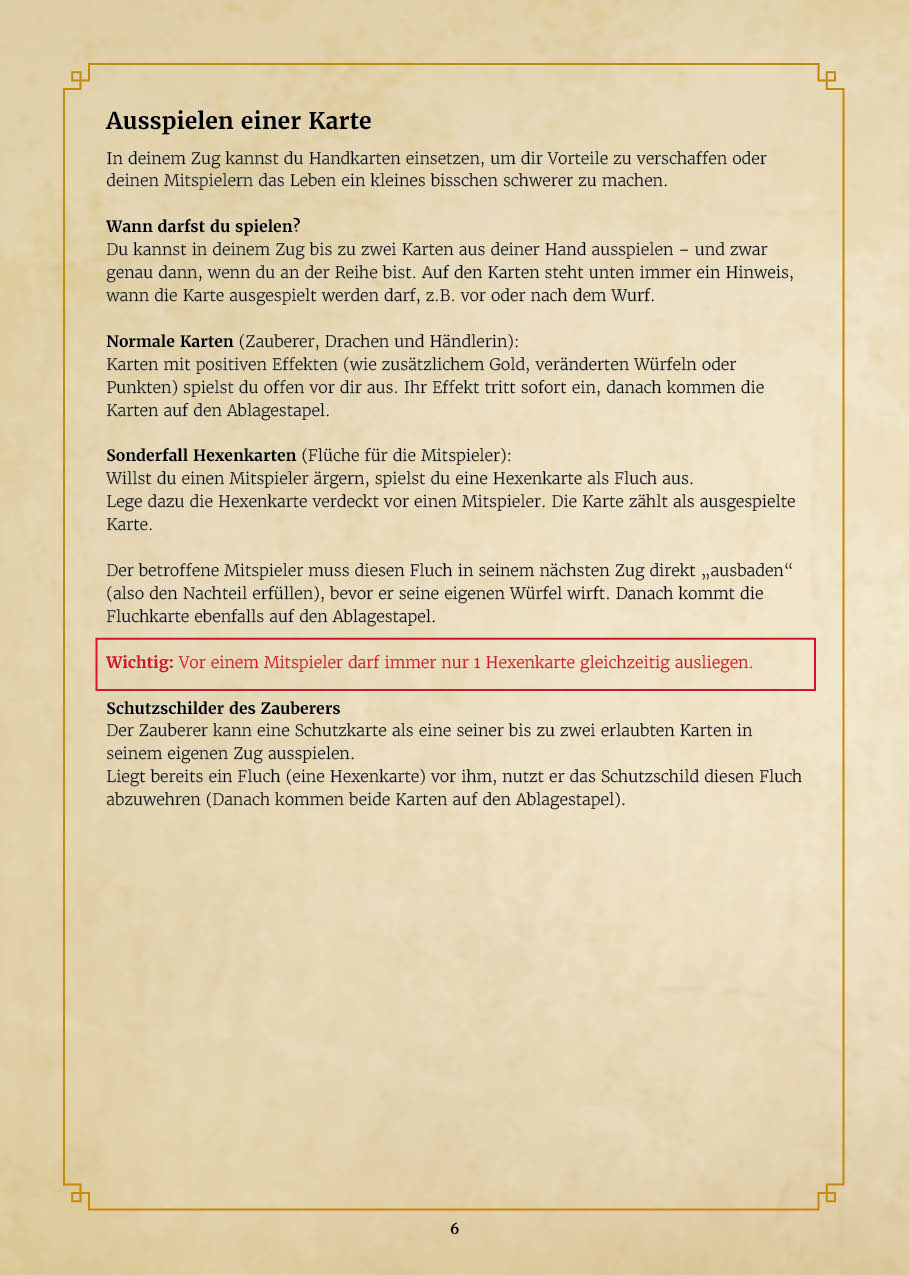 Ausspielen einer Karte
In deinem Zug kannst du Handkarten einsetzen, um dir Vorteile zu verschaffen oder
deinen Mitspielern das Leben ein kleines bisschen schwerer zu machen.
Wann darfst du spielen?
Du kannst in deinem Zug bis zu zwei Karten aus deiner Hand ausspielen – und zwar
genau dann, wenn du an der Reihe bist. Auf den Karten steht unten immer ein Hinweis,
wann die Karte ausgespielt werden darf, z.B. vor oder nach dem Wurf.
Normale Karten (Zauberer, Drachen und Händlerin):
Karten mit positiven Effekten (wie zusätzlichem Gold, veränderten Würfeln oder
Punkten) spielst du offen vor dir aus. Ihr Effekt tritt sofort ein, danach kommen die
Karten auf den Ablagestapel.
Sonderfall Hexenkarten (Flüche für die Mitspieler):
Willst du einen Mitspieler ärgern, spielst du eine Hexenkarte als Fluch aus.
Lege dazu die Hexenkarte verdeckt vor einen Mitspieler. Die Karte zählt als ausgespielte
Karte.
Der betroffene Mitspieler muss diesen Fluch in seinem nächsten Zug direkt „ausbaden“
(also den Nachteil erfüllen), bevor er seine eigenen Würfel wirft. Danach kommt die
Fluchkarte ebenfalls auf den Ablagestapel.
Wichtig: Vor einem Mitspieler darf immer nur 1 Hexenkarte gleichzeitig ausliegen.
Schutzschilder des Zauberers
Der Zauberer kann eine Schutzkarte als eine seiner bis zu zwei erlaubten Karten in
seinem eigenen Zug ausspielen.
Liegt bereits ein Fluch (eine Hexenkarte) vor ihm, nutzt er das Schutzschild diesen Fluch
abzuwehren (Danach kommen beide Karten auf den Ablagestapel).
6